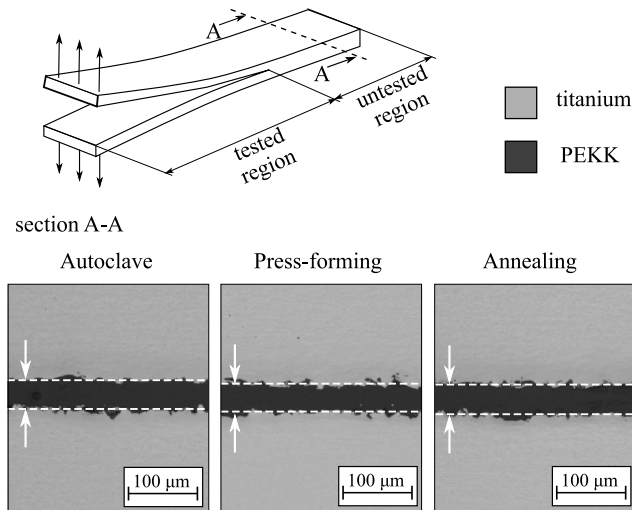 A
A
untested
region
tested
region
titanium
PEKK
section A-A
Autoclave
Press-forming
Annealing
100 μm
100 μm
100 μm